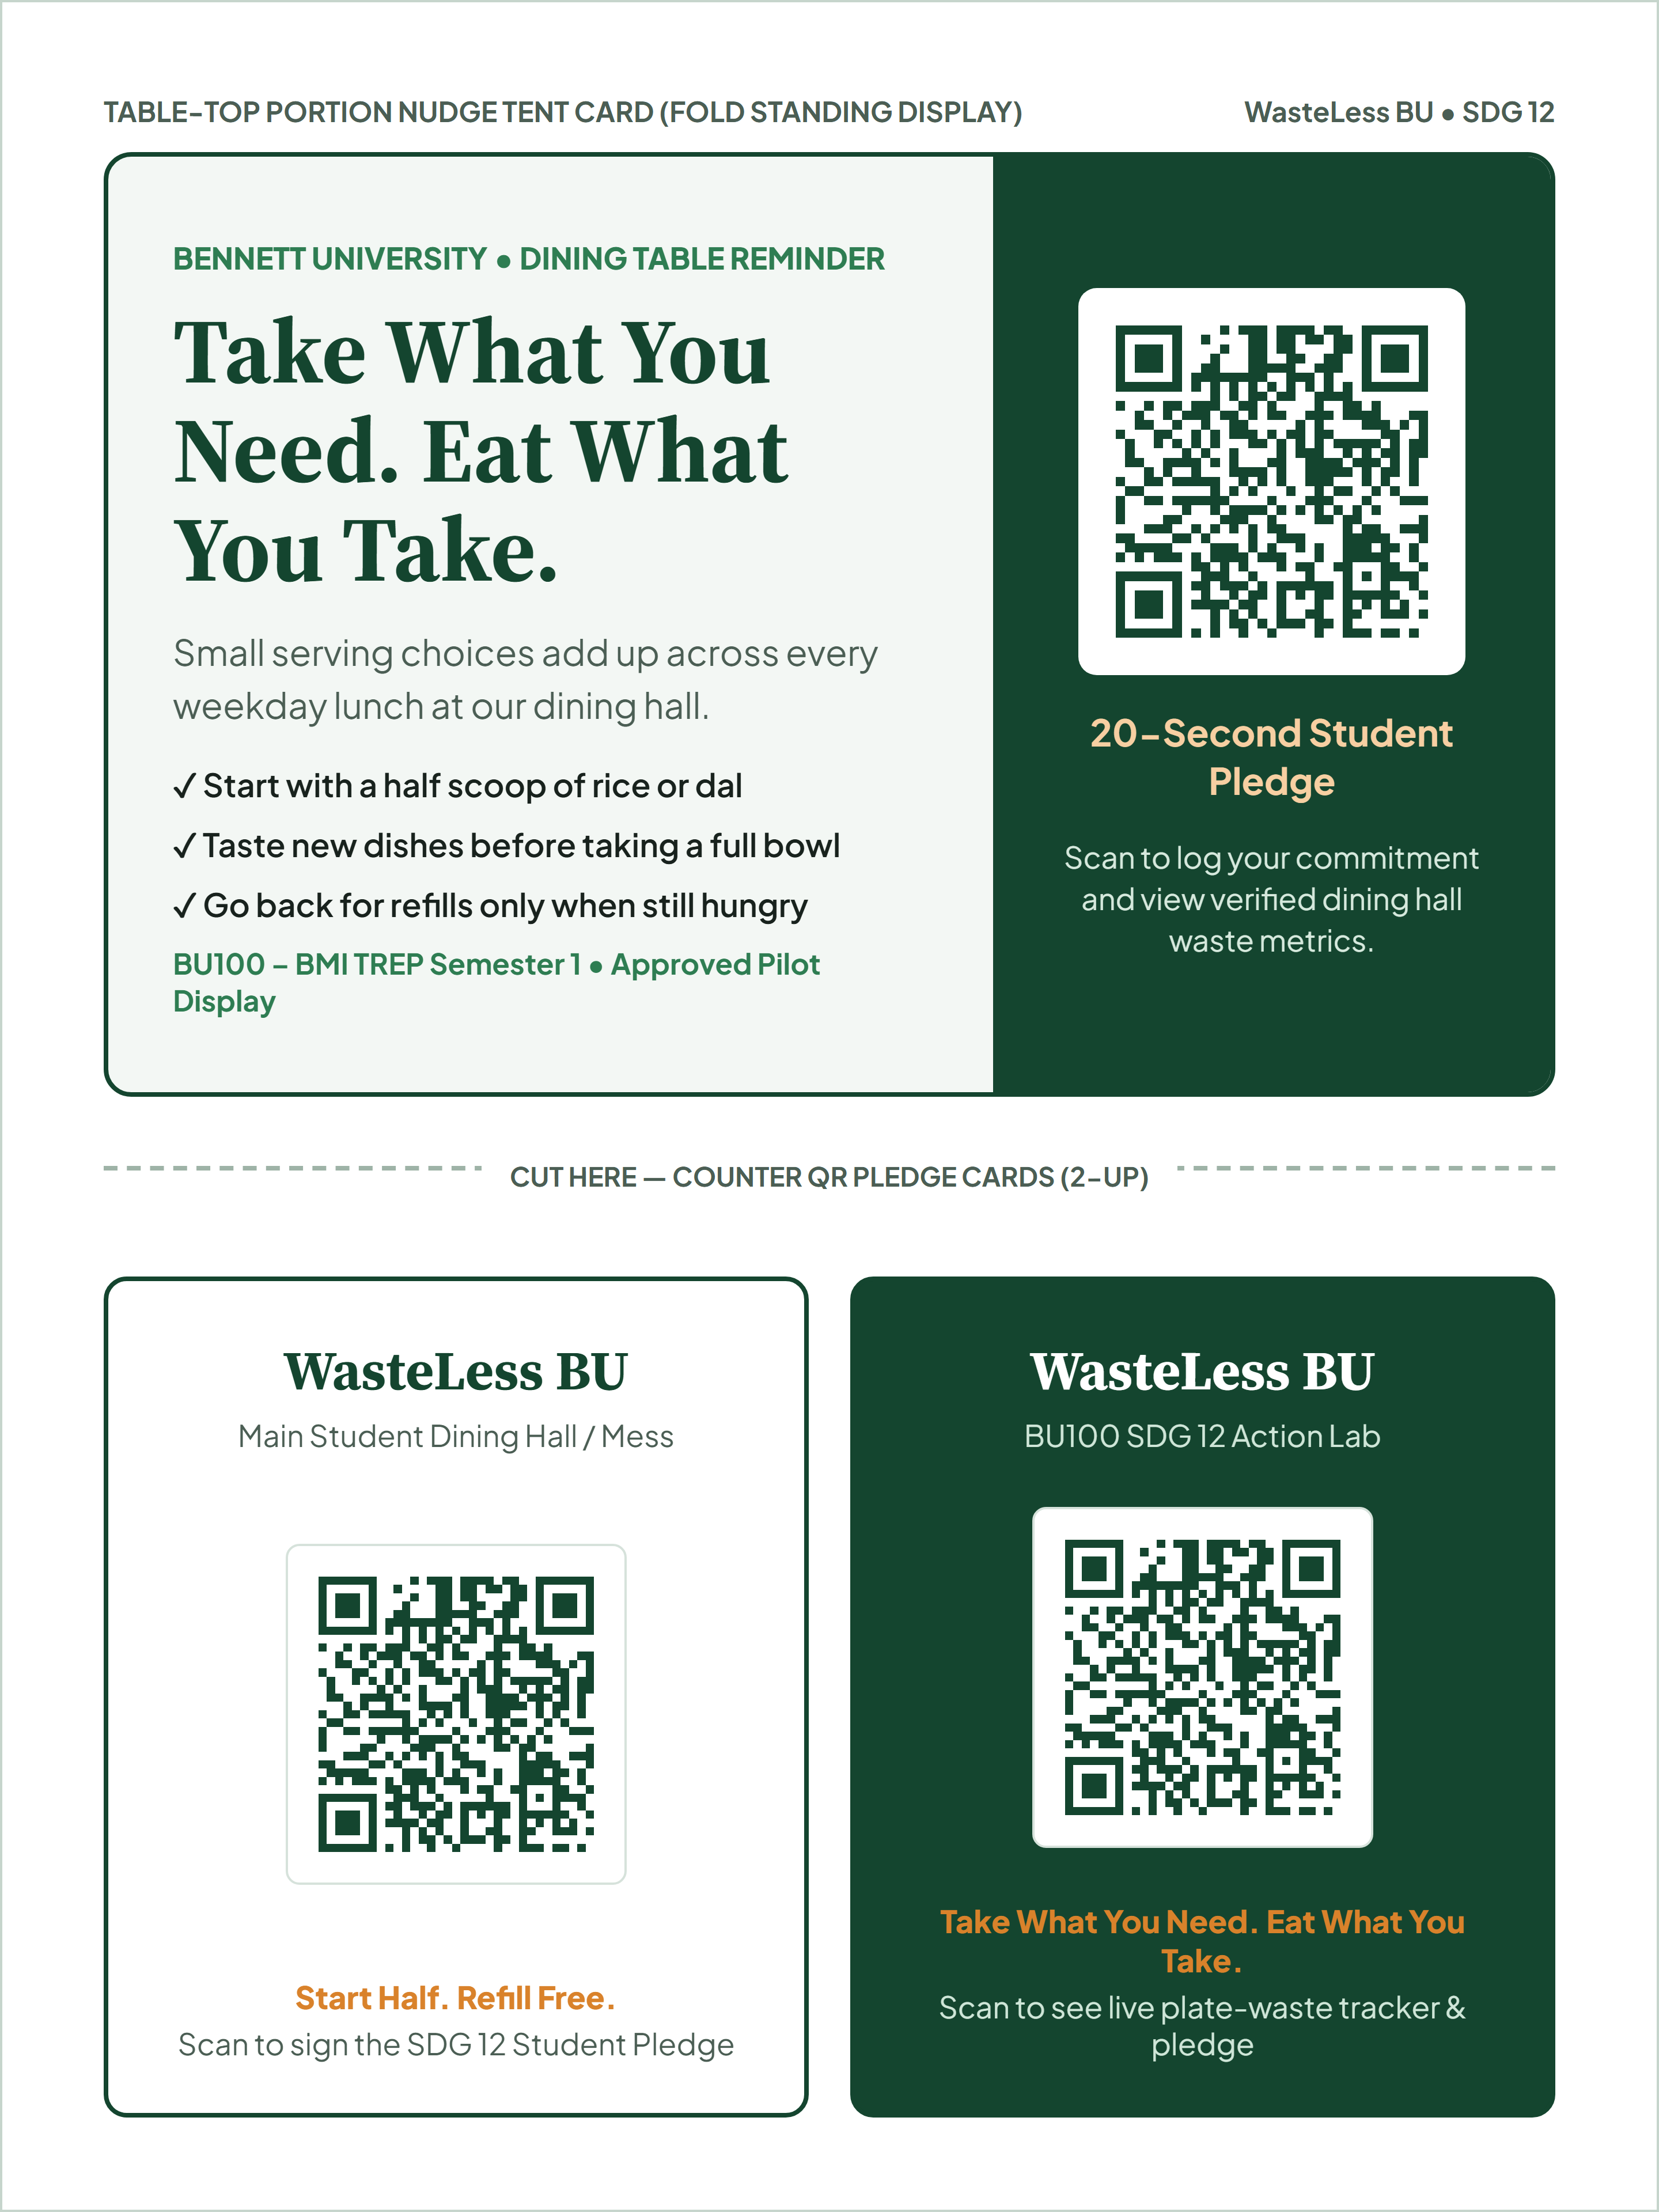 TABLE-TOP PORTION NUDGE TENT CARD (FOLD STANDING DISPLAY)
WasteLess BU • SDG 12
BENNETT UNIVERSITY • DINING TABLE REMINDER
Take What You
Need. Eat What
You Take.
Small serving choices add up across every
weekday lunch at our dining hall.
✓ Start with a half scoop of rice or dal
✓ Taste new dishes before taking a full bowl
✓ Go back for refills only when still hungry
BU100 – BMI TREP Semester 1 • Approved Pilot
Display
20-Second Student
Pledge
Scan to log your commitment
and view verified dining hall
waste metrics.
CUT HERE — COUNTER QR PLEDGE CARDS (2-UP)
WasteLess BU
Main Student Dining Hall / Mess
Start Half. Refill Free.
Scan to sign the SDG 12 Student Pledge
WasteLess BU
BU100 SDG 12 Action Lab
Take What You Need. Eat What You
Take.
Scan to see live plate-waste tracker &
pledge